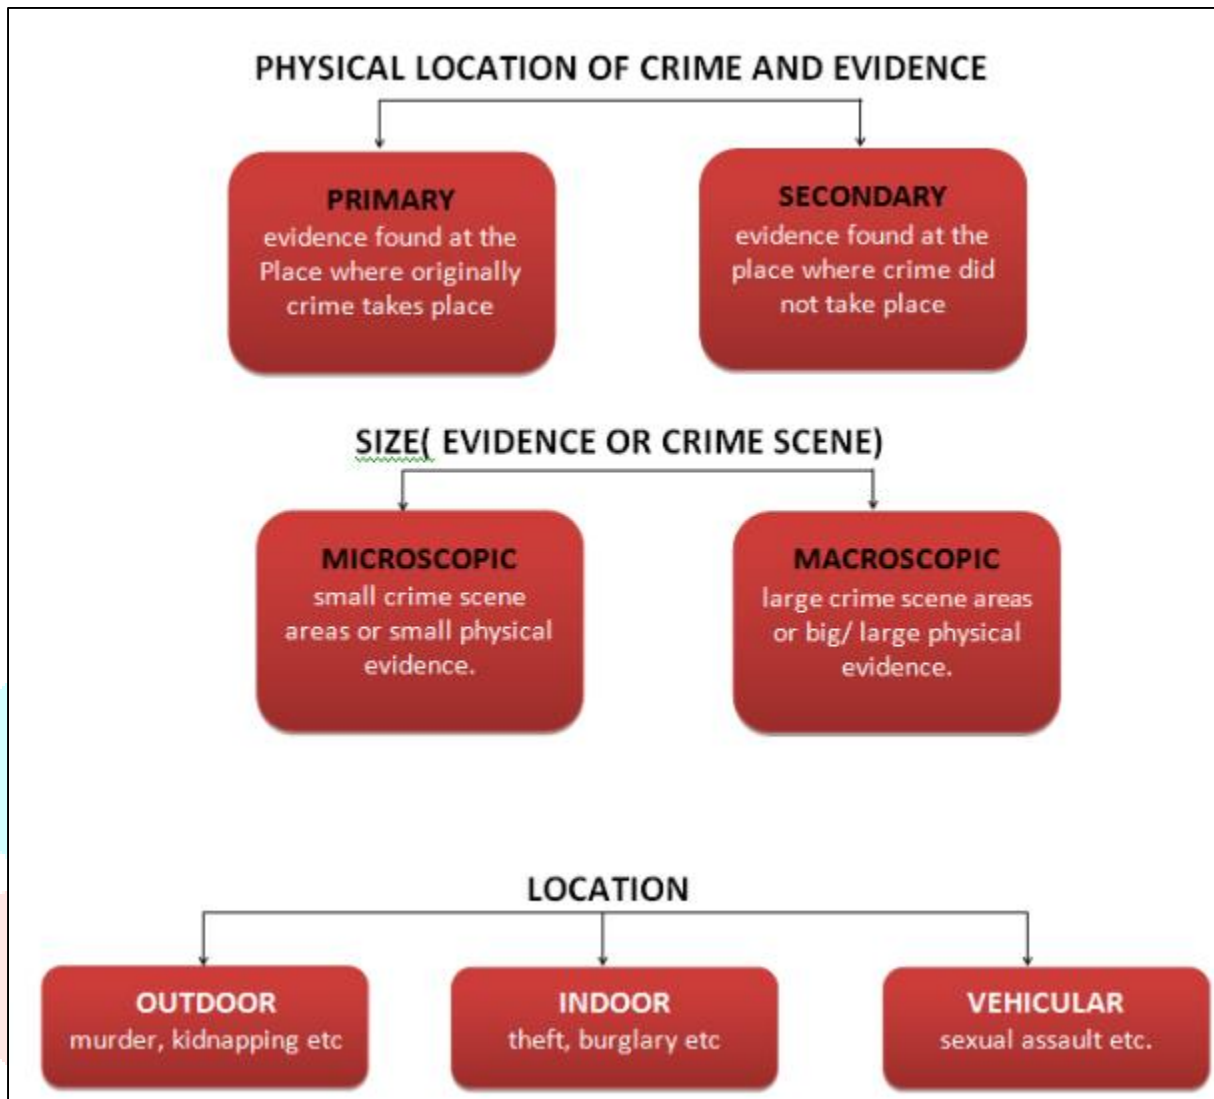 PHYSICAL LOCATION OF CRIME AND EVIDENCE
PRIMARY
evidence found at the
Place where originally
crime takes place
SECONDARY
evidence found at the
place where crime did
not take place
SIZE( EVIDENCE OR CRIME SCENE)
MICROSCOPIC
small crime scene
areas or small physical
evidence.
MACROSCOPIC
large crime scene areas
or big/ large physical
evidence.
LOCATION
OUTDOOR
murder, kidnapping etc
INDOOR
theft, burglary etc
VEHICULAR
sexual assault etc.